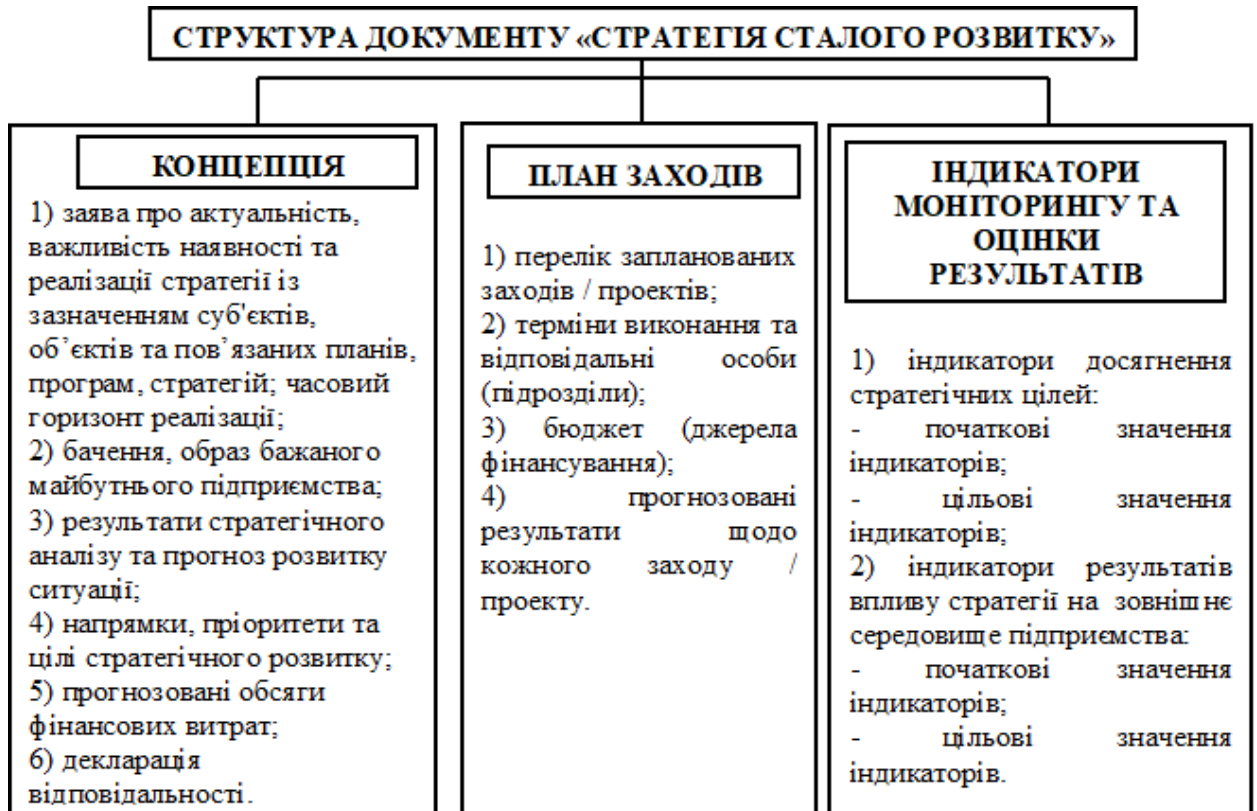 СТРУКТУРА ДОКУМЕНТУ «СТРАТЕГІЯ СТАЛОГО РОЗВИТКУ»
КОНЦЕПЦІЯ
1) заява про актуальність,
важливість наявності та
реалізації стратегії із
зазначенням суб'єктів,
об’єктів та пов’язаних планів,
програм, стратегій; часовий
горизонт реалізації;
2) бачення, образ бажаного
майбутнього підприємства;
3) результати стратегічного
аналізу та прогноз розвитку
ситуації;
4) напрямки, пріоритети та
цілі стратегічного розвитку;
5) прогнозовані обсяги
фінансових витрат;
6) декларація
відповідальності.
ПЛАН ЗАХОДІВ
1) перелік запланованих
заходів / проектів;
2) терміни виконання та
відповідальні особи
(підрозділи);
3) бюджет (джерела
фінансування);
4) прогнозовані
результати щодо
кожного заходу /
проекту.
ІНДИКАТОРИ
МОНІТОРИНГУ ТА
ОЦІНКИ
РЕЗУЛЬТАТІВ
1) індикатори досягнення
стратегічних цілей:
- початкові значення
індикаторів;
- цільові значення
індикаторів;
2) індикатори результатів
впливу стратегії на зовнішнє
середовище підприємства:
- початкові значення
індикаторів;
- цільові значення
індикаторів.